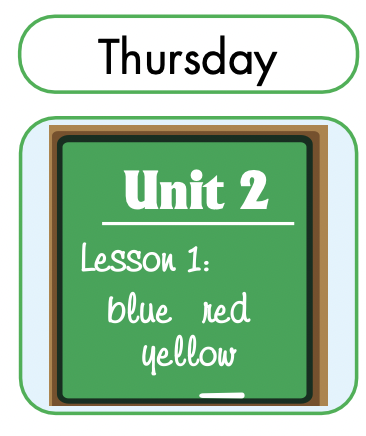 Thursday
Unit 2
Lesson 1:
blue red
yellow